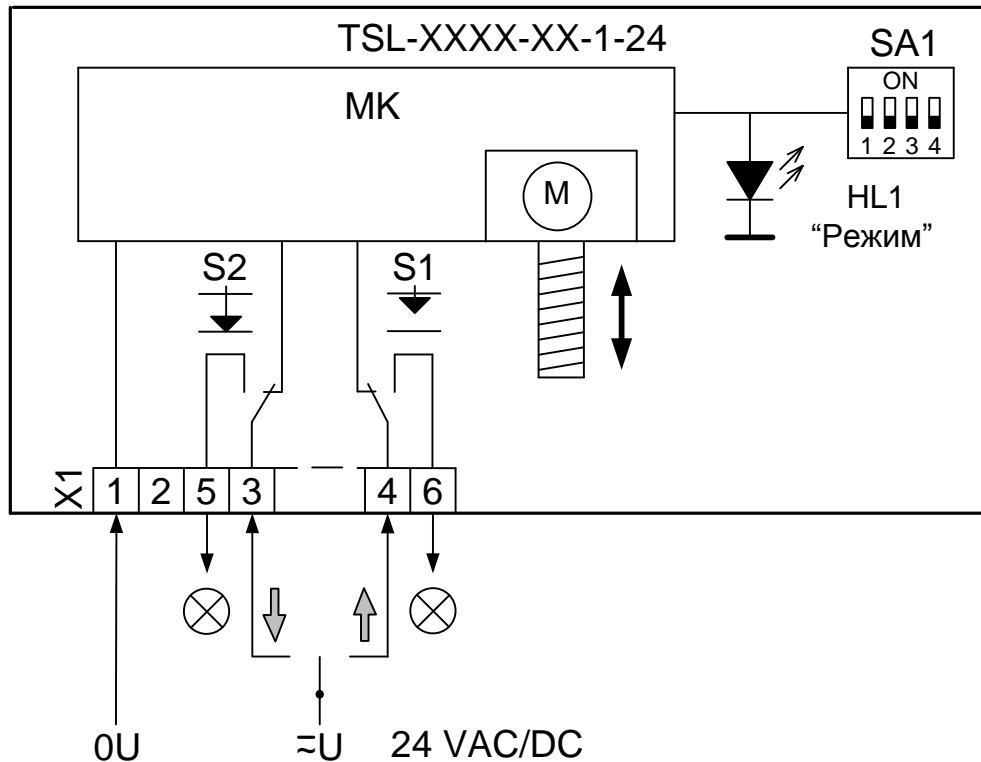 TSL-XXXX-XX-1-24
SA1
ON
1 2 3 4
МК
M
HL1
“Режим”
S2
S1
X1
1 2 5 3 4 6
0U
≂U
24 VAC/DC